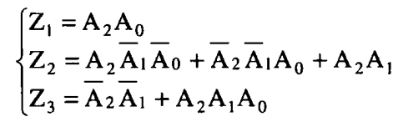 Z₁ = A₂A₀
Z₂ = A₂A̅₁A̅₀ + A̅₂A̅₁A₀ + A₂A₁
Z₃ = A̅₂A̅₁ + A₂A₁A₀